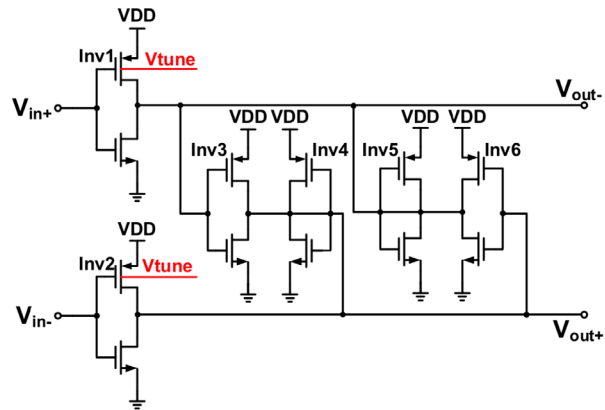 VDD
Inv1
Vtune
Vin+
Vout-
VDD VDD
VDD VDD
Inv3
Inv4
Inv5
Inv6
VDD
Inv2
Vtune
Vin-
Vout+